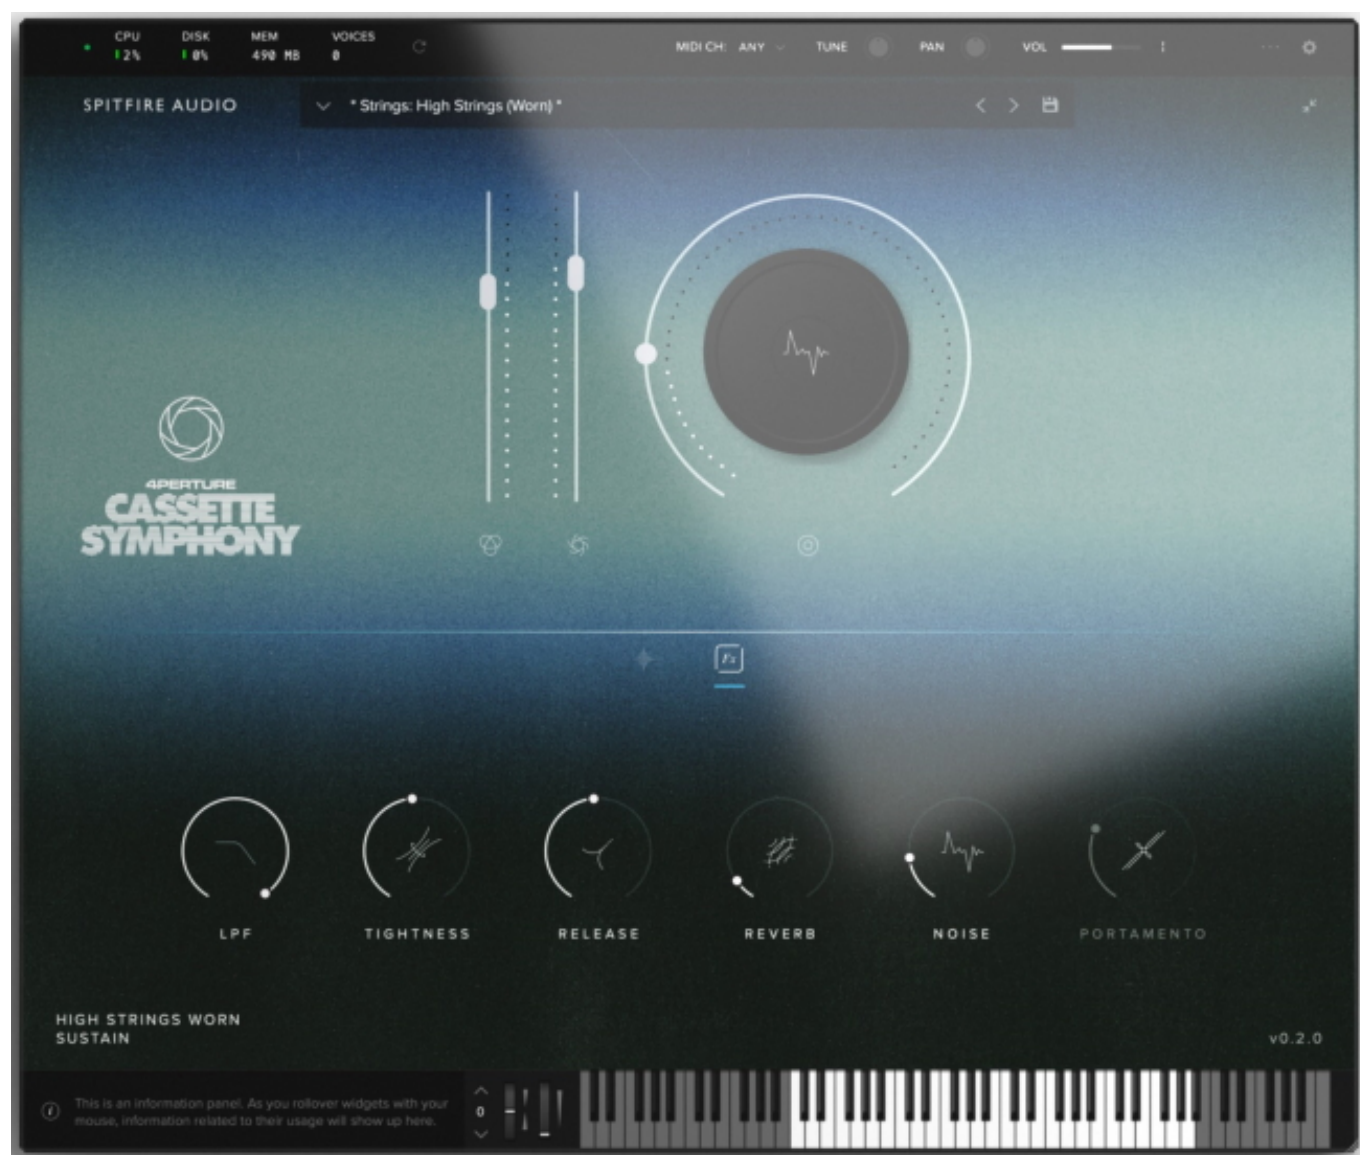 CPU DISK MEM VOICES
2% 0% 490 MB 0
MIDI CH: ANY TUNE PAN VOL
SPITFIRE AUDIO
* Strings: High Strings (Worn) *
4PERTURE
CASSETTE
SYMPHONY
Fx
LPF TIGHTNESS RELEASE REVERB NOISE PORTAMENTO
HIGH STRINGS WORN
SUSTAIN
v0.2.0
This is an information panel. As you rollover widgets with your
mouse, information related to their usage will show up here.
0